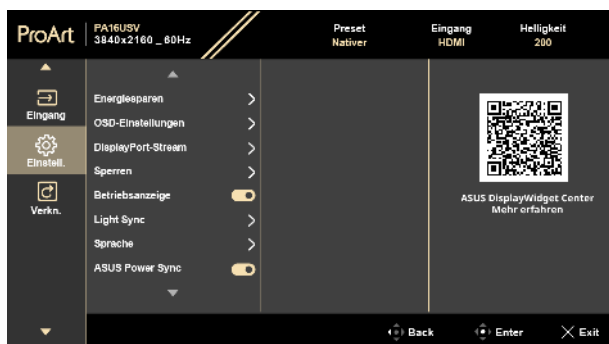 ProArt
PA16USV
3840x2160 _ 60Hz
Preset
Nativer
Eingang
HDMI
Helligkeit
200
Eingang
Einstell.
Verkn.
Energiesparen
OSD-Einstellungen
DisplayPort-Stream
Sperren
Betriebsanzeige
Light Sync
Sprache
ASUS Power Sync
ASUS DisplayWidget Center
Mehr erfahren
Back
Enter
Exit